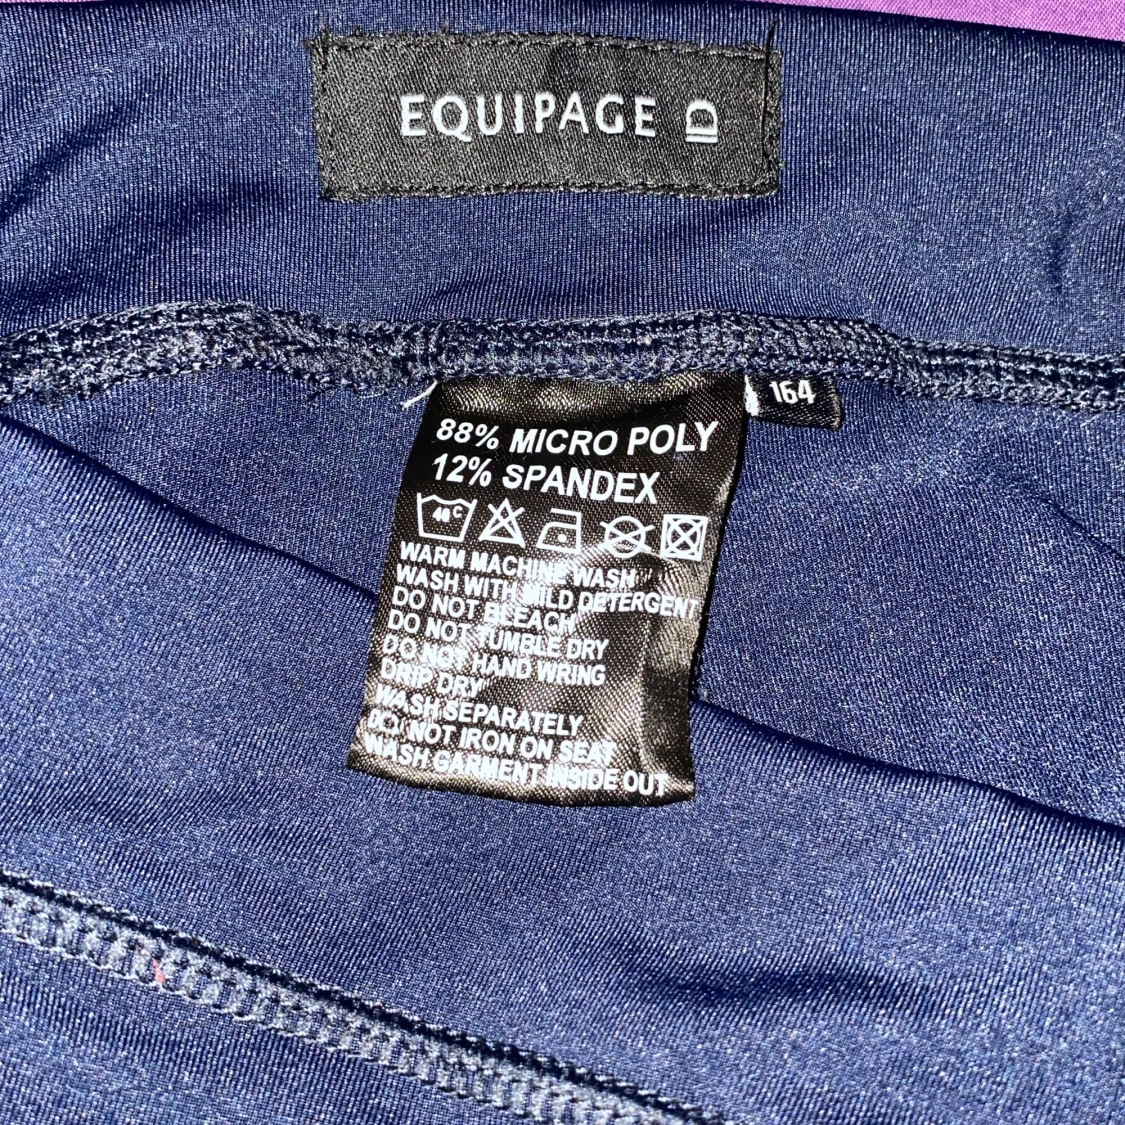 EQUIPAGE
164
88% MICRO POLY
12% SPANDEX
40°C
WARM MACHINE WASH
WASH WITH MILD DETERGENT
DO NOT BLEACH
DO NOT TUMBLE DRY
DO NOT HAND WRING
DRIP DRY
WASH SEPARATELY
DO NOT IRON ON SEAT
WASH GARMENT INSIDE OUT